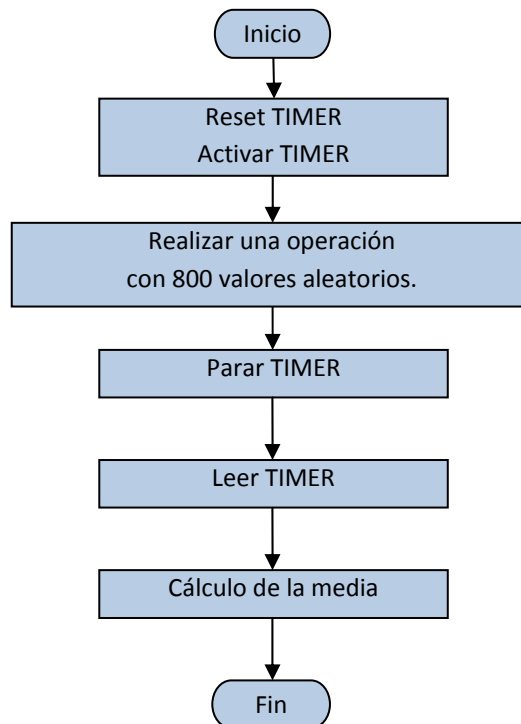 Inicio
Reset TIMER
Activar TIMER
Realizar una operación
con 800 valores aleatorios.
Parar TIMER
Leer TIMER
Cálculo de la media
Fin